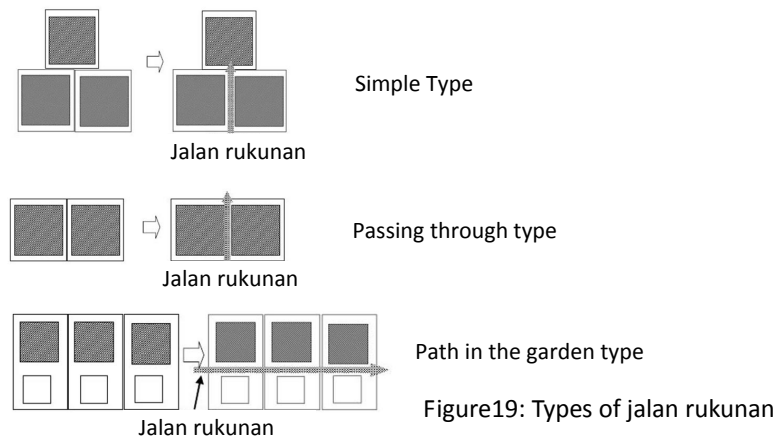 Simple Type
Jalan rukunan
Passing through type
Jalan rukunan
Path in the garden type
Jalan rukunan
Figure19: Types of jalan rukunan